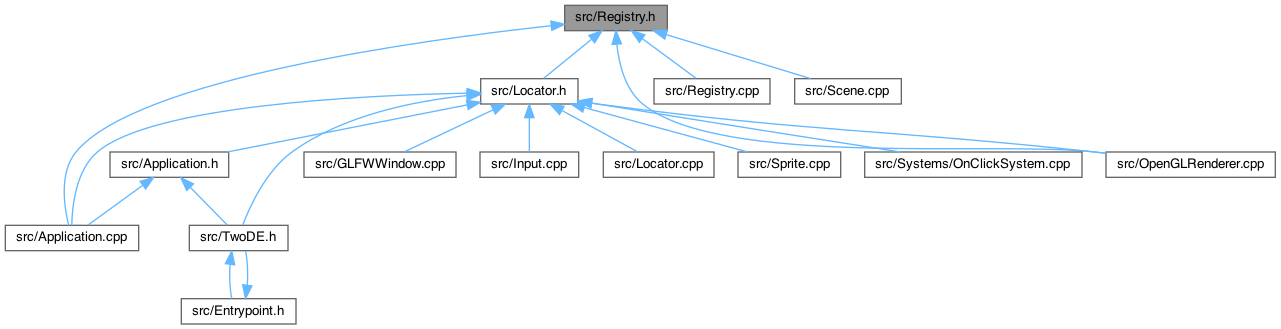 src/Registry.h
src/Locator.h
src/Registry.cpp
src/Scene.cpp
src/Application.h
src/GLFWWindow.cpp
src/Input.cpp
src/Locator.cpp
src/Sprite.cpp
src/Systems/OnClickSystem.cpp
src/OpenGLRenderer.cpp
src/Application.cpp
src/TwoDE.h
src/Entrypoint.h